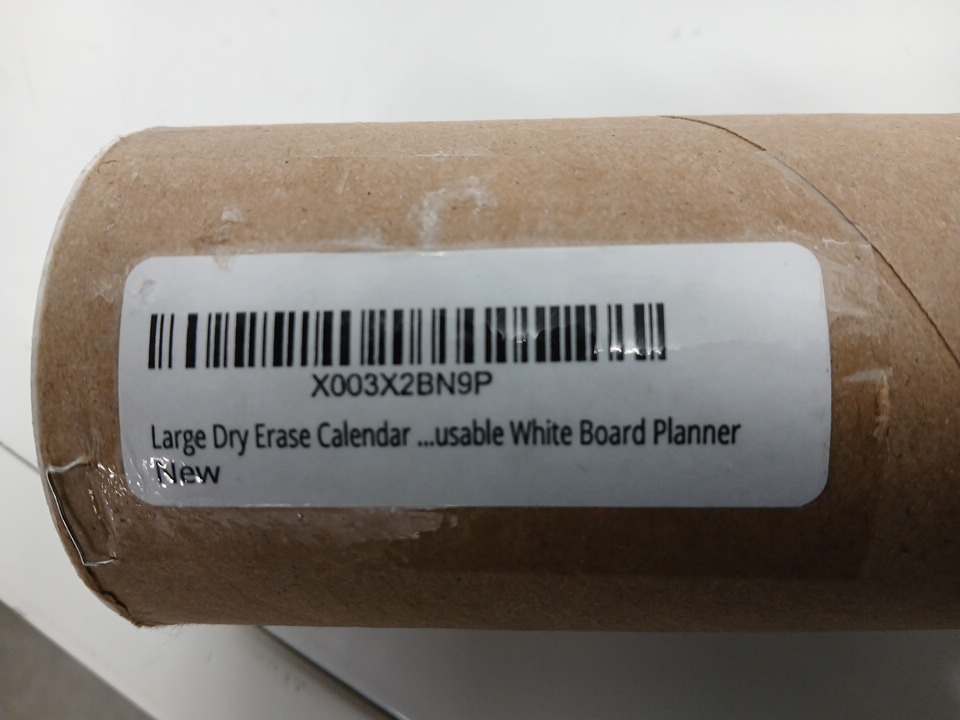 X003X2BN9P
Large Dry Erase Calendar ...usable White Board Planner
New